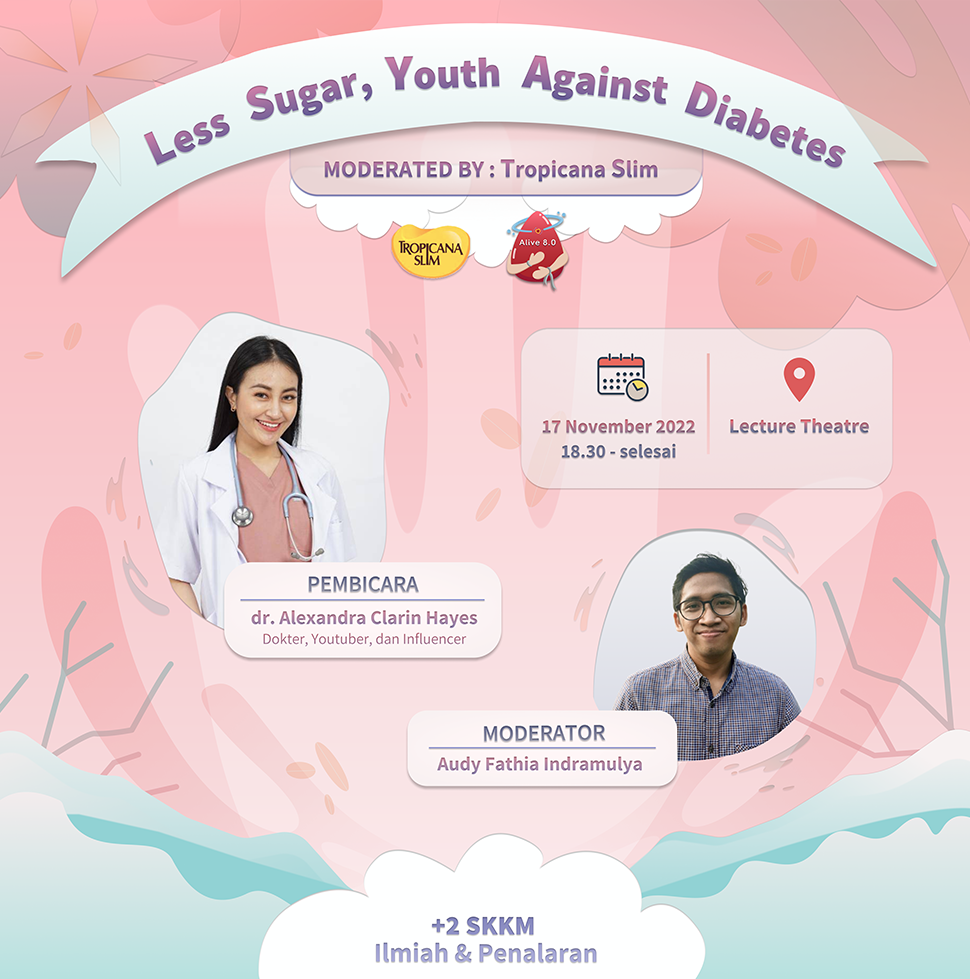 Less Sugar, Youth Against Diabetes
MODERATED BY : Tropicana Slim
TROPICANA
SLIM
Alive 8.0
17 November 2022
18.30 - selesai
Lecture Theatre
PEMBICARA
dr. Alexandra Clarin Hayes
Dokter, Youtuber, dan Influencer
MODERATOR
Audy Fathia Indramulya
+2 SKKM
Ilmiah & Penalaran